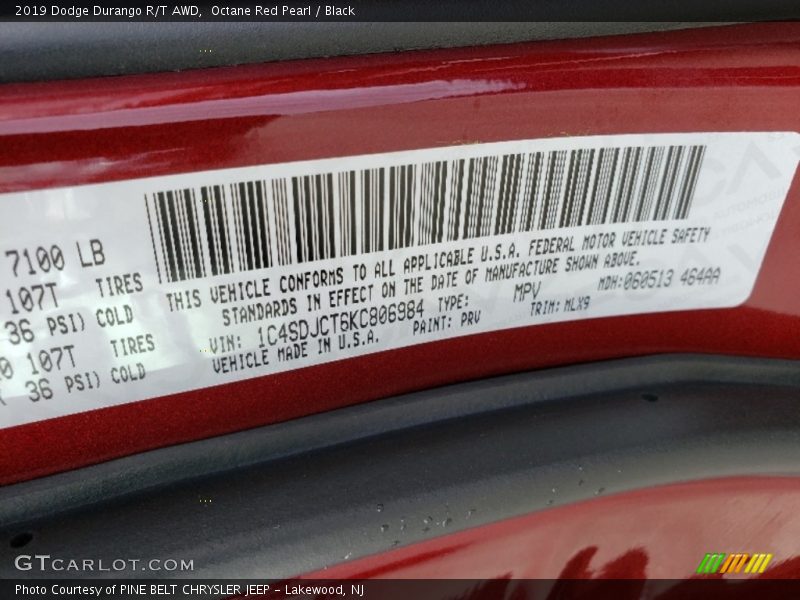 2019 Dodge Durango R/T AWD,  Octane Red Pearl / Black
7100 LB
107T TIRES
36 PSI) COLD
0 107T TIRES
36 PSI) COLD
THIS VEHICLE CONFORMS TO ALL APPLICABLE U.S.A. FEDERAL MOTOR VEHICLE SAFETY
STANDARDS IN EFFECT ON THE DATE OF MANUFACTURE SHOWN ABOVE.
VIN: 1C4SDJCT6KC806984 TYPE: MPV MDH:060513 464AA
VEHICLE MADE IN U.S.A. PAINT: PRV TRIM: MLX9
GTCARLOT.COM
Photo Courtesy of PINE BELT CHRYSLER JEEP - Lakewood, NJ